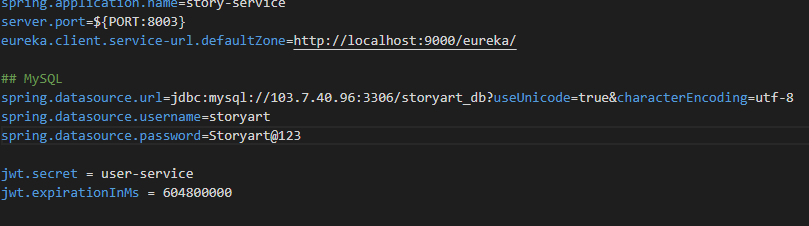 spring.application.name=story-service
server.port=${PORT:8003}
eureka.client.service-url.defaultZone=http://localhost:9000/eureka/
## MySQL
spring.datasource.url=jdbc:mysql://103.7.40.96:3306/storyart_db?useUnicode=true&characterEncoding=utf-8
spring.datasource.username=storyart
spring.datasource.password=Storyart@123
jwt.secret = user-service
jwt.expirationInMs = 604800000